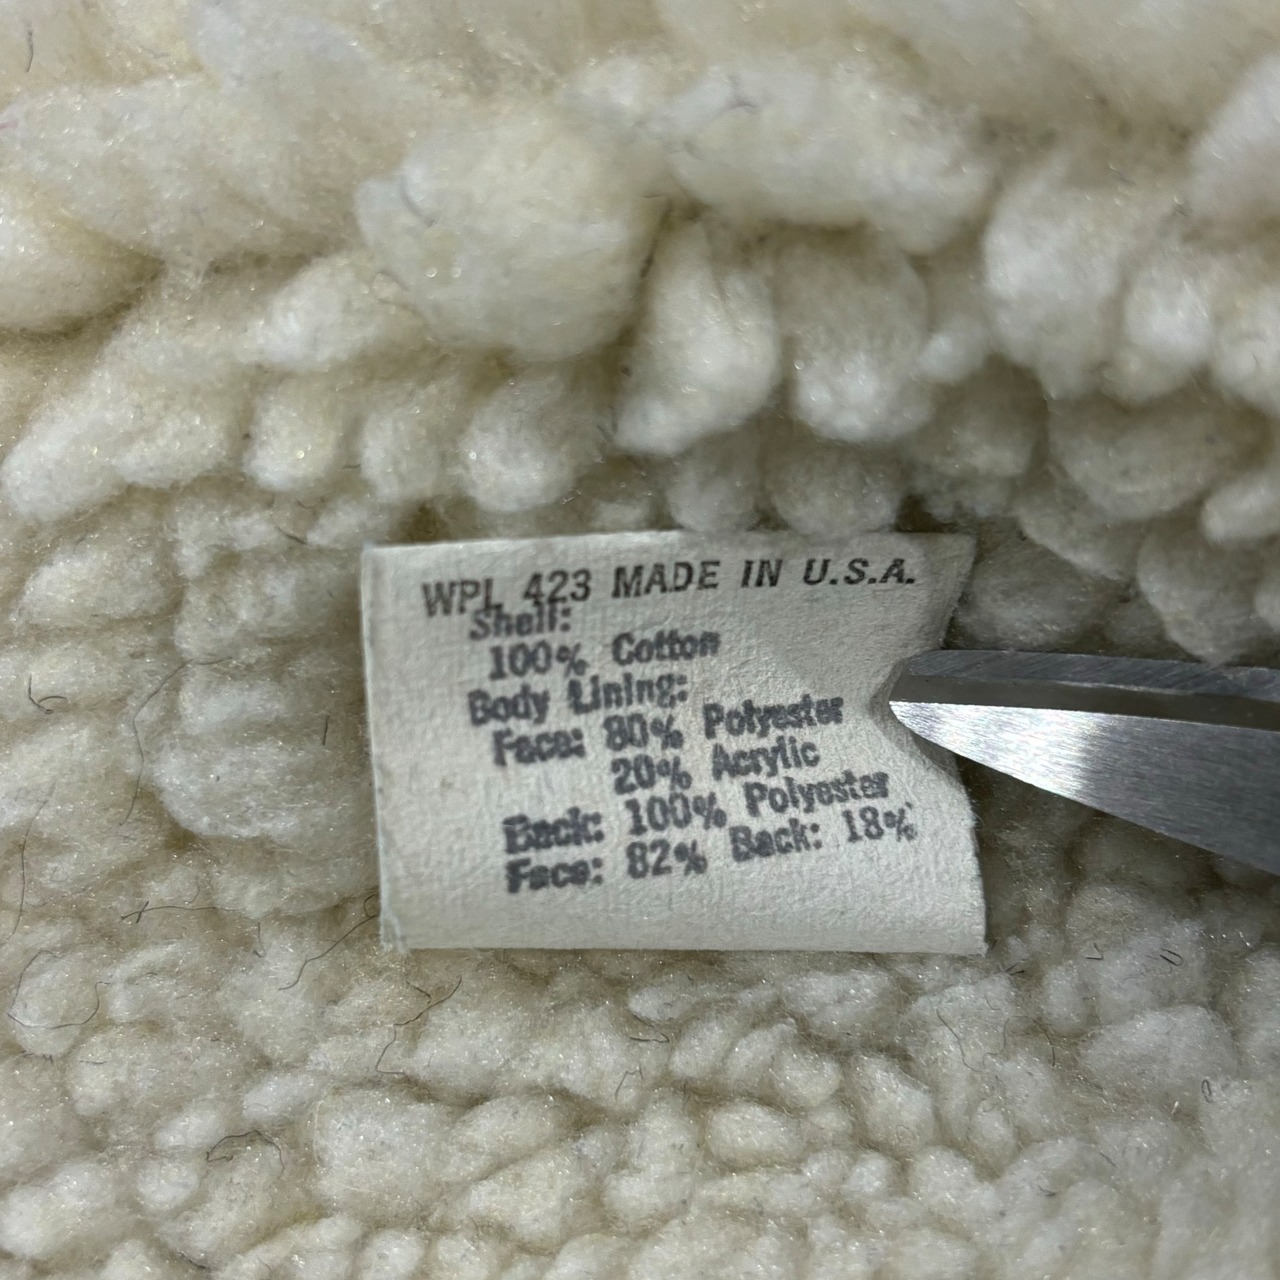 WPL 423 MADE IN U.S.A.
Shell:
100% Cotton
Body Lining:
Face: 80% Polyester
20% Acrylic
Back: 100% Polyester
Face: 82% Back: 18%